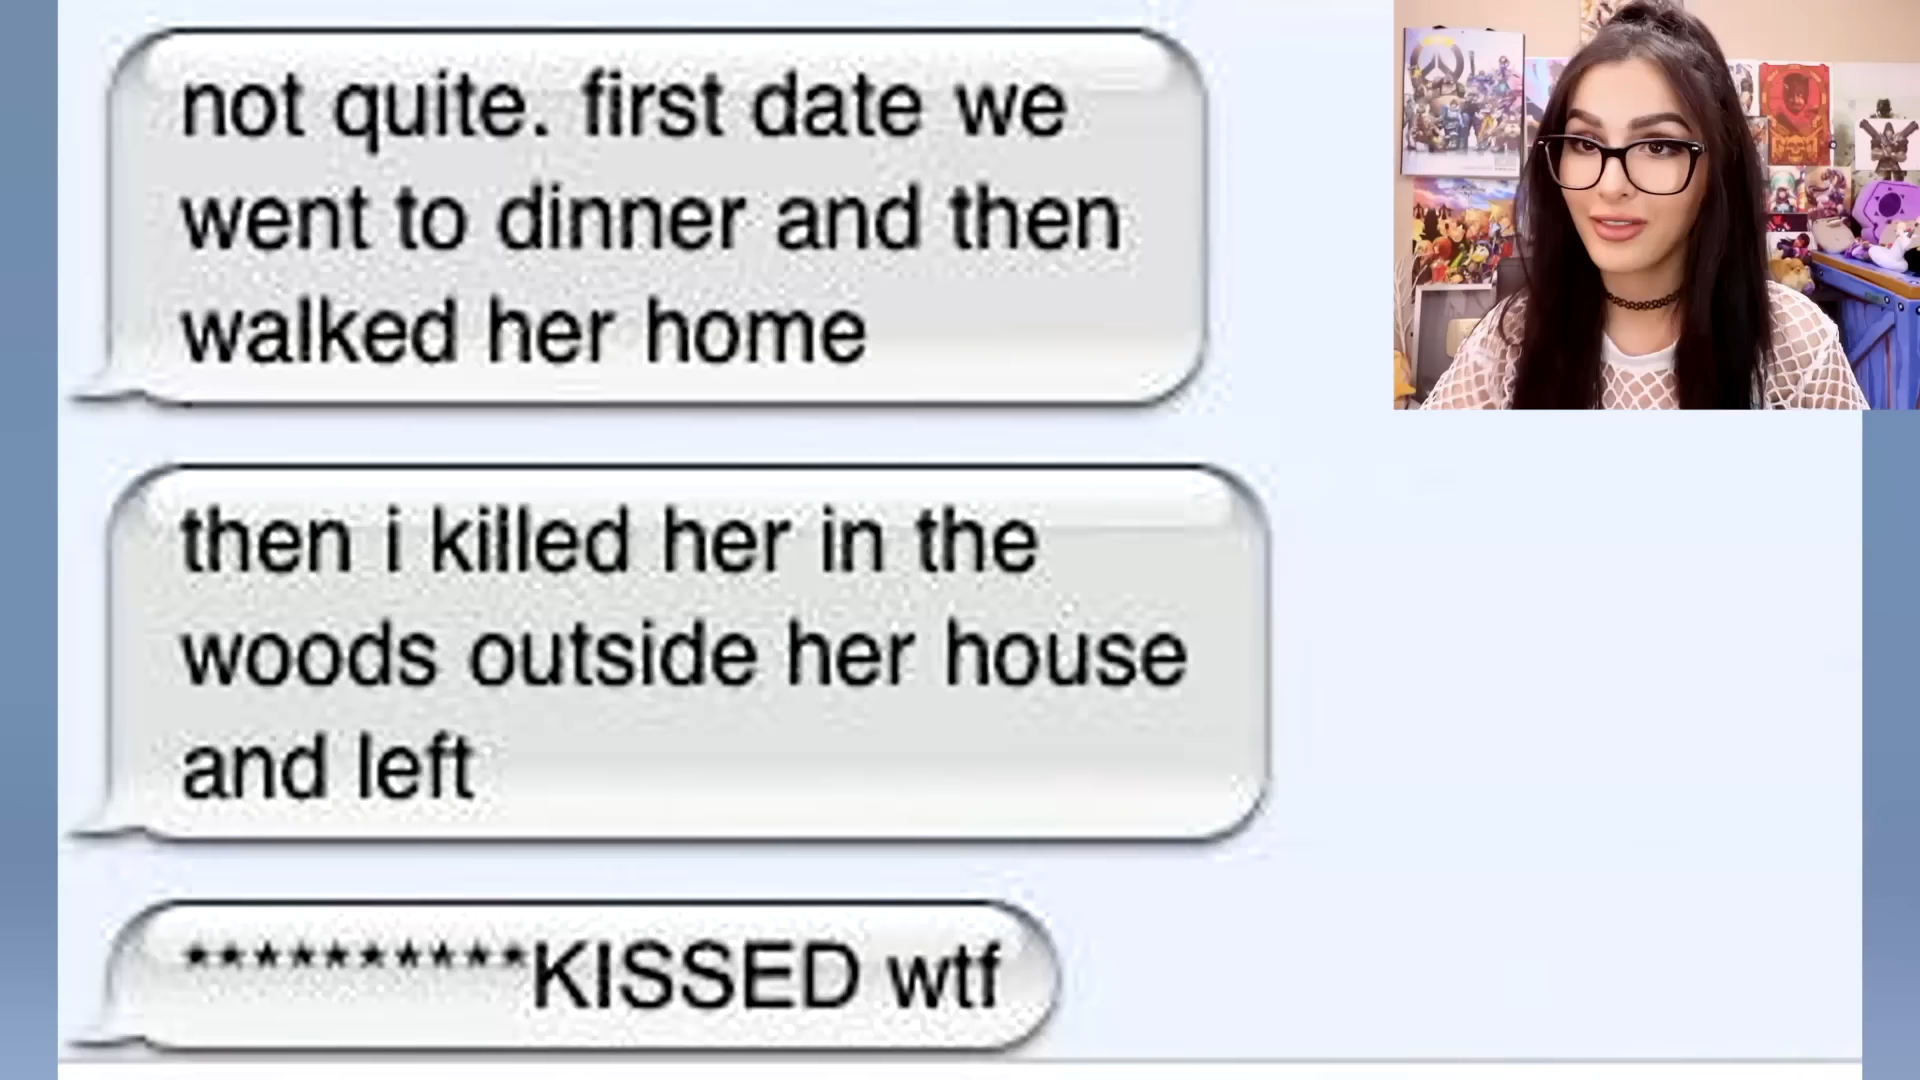 not quite. first date we
went to dinner and then
walked her home
then i killed her in the
woods outside her house
and left
**********KISSED wtf